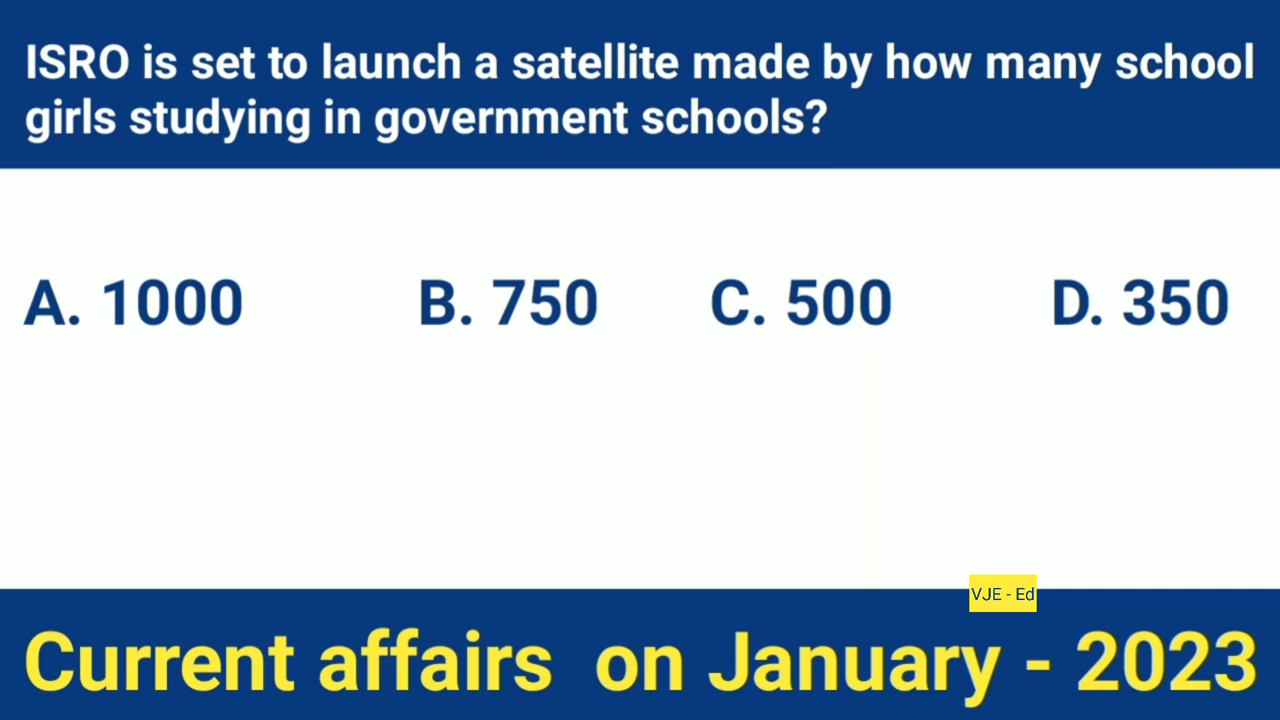 ISRO is set to launch a satellite made by how many school
girls studying in government schools?
A. 1000 B. 750 C. 500 D. 350
VJE - Ed
Current affairs on January - 2023